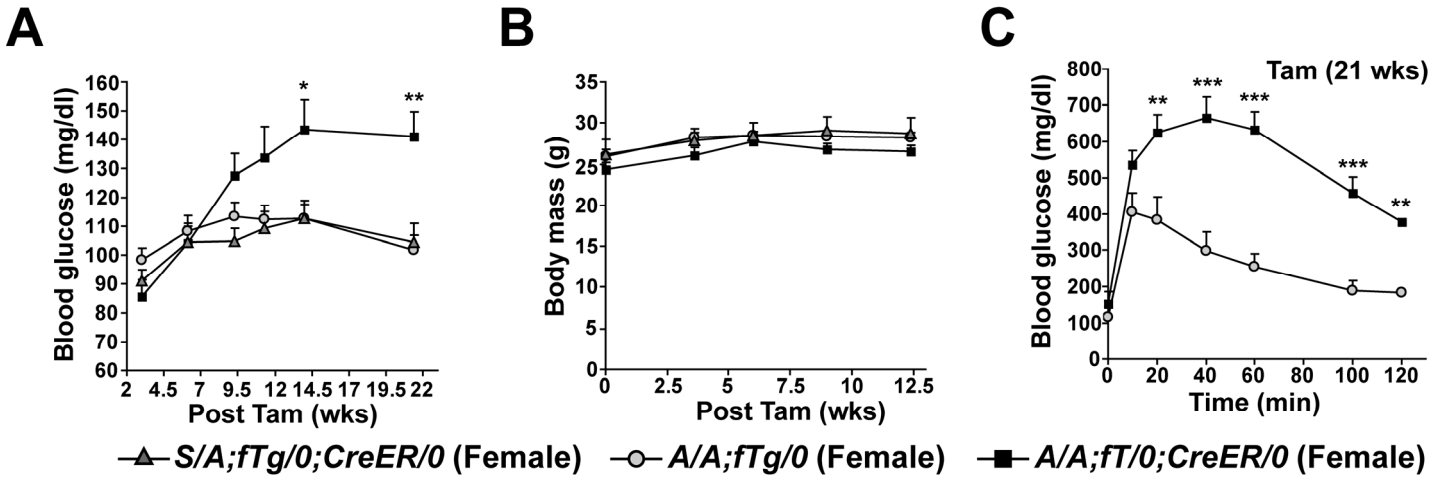 A
Blood glucose (mg/dl)
160
150
140
130
120
110
100
90
80
70
60
* **
2 4.5 7 9.5 12 14.5 17 19.5 22
Post Tam (wks)
B
Body mass (g)
35
30
25
20
15
10
5
0
0 2.5 5 7.5 10 12.5
Post Tam (wks)
C
Tam (21 wks)
Blood glucose (mg/dl)
800
700
600
500
400
300
200
100
0
** *** *** *** **
0 20 40 60 80 100 120
Time (min)
S/A;fTg/0;CreER/0 (Female) A/A;fTg/0 (Female) A/A;fT/0;CreER/0 (Female)